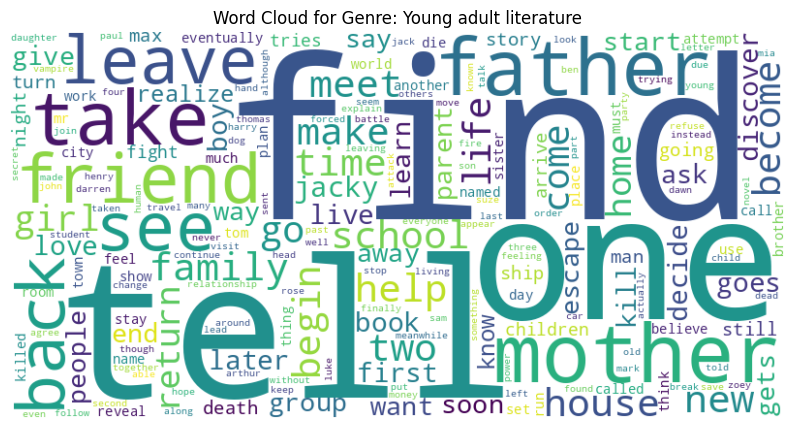 Word Cloud for Genre: Young adult literature
daughter paul max eventually tries say jack die look story start attempt letter
give leave vampire although father discover
turn work four hand meet another world known talk ben due mia
night mr take realize boy plan make seem others trying young become
join thomas harry dog explain forced battle move party
city fight much find life sister refuse instead
secret john made henry darren friend time learn parent fire son come arrive place part home must going ask
human sent jacky leaving attack suze dawn novel
girl taken travel many see way tom never go live past everyone appear last order named call brother
student love visit school well one three feeling use child actually
back town feel continue family head away escape ship man dead
room show change relationship stop living help day something car kill decide goes
people stay rose begin finally book two know children believe still
killed agree end though return thing tell sam meanwhile first mother old told
name together able later around lead luke put money want power called mark think break save zoey gets
second hope without keep soon house found new
even follow reveal along death arthur group left set run